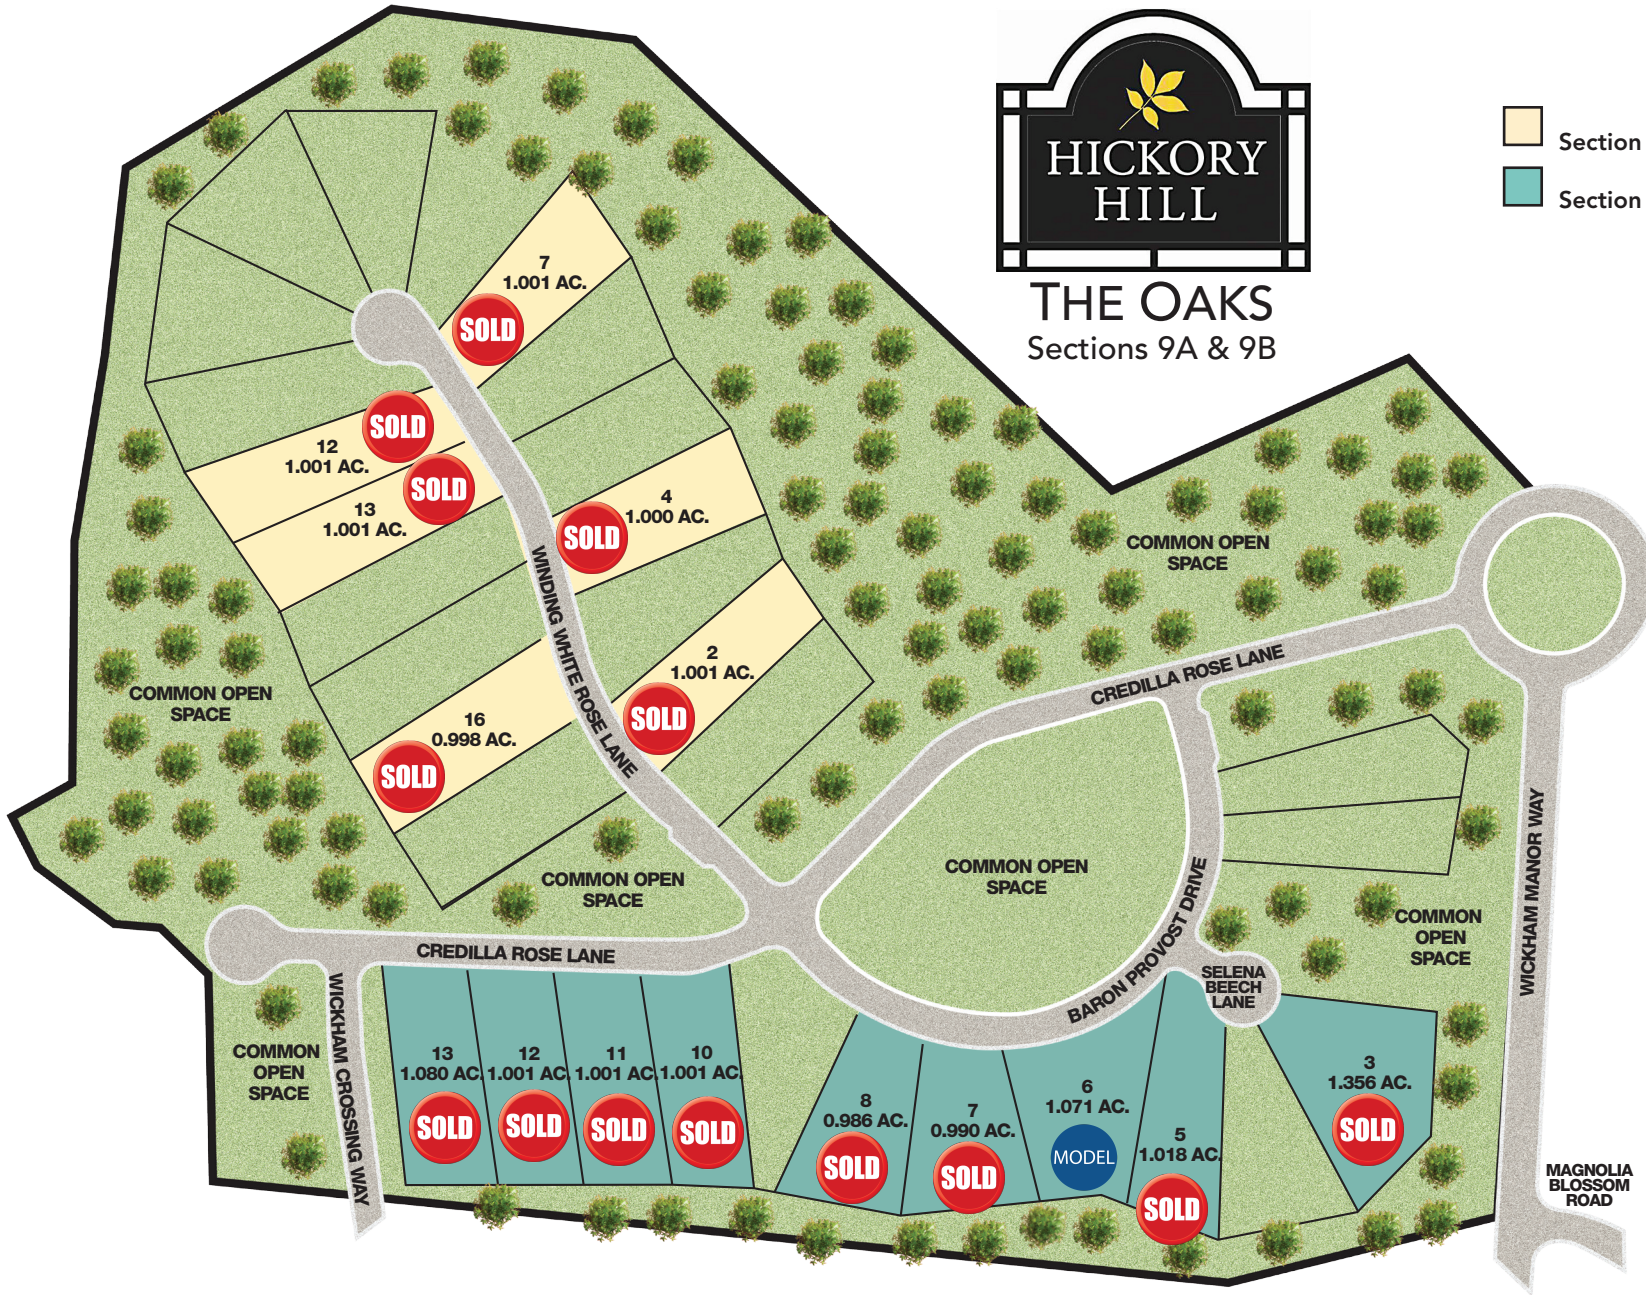 HICKORY
HILL
THE OAKS
Sections 9A & 9B
Section
Section
7
1.001 AC.
SOLD
SOLD
12
1.001 AC.
SOLD
13
1.001 AC.
4
1.000 AC.
SOLD
WINDING WHITE ROSE LANE
2
1.001 AC.
SOLD
16
0.998 AC.
SOLD
COMMON OPEN
SPACE
COMMON OPEN
SPACE
CREDILLA ROSE LANE
COMMON OPEN
SPACE
COMMON OPEN
SPACE
BARON PROVOST DRIVE
WICKHAM MANOR WAY
COMMON
OPEN
SPACE
SELENA
BEECH
LANE
CREDILLA ROSE LANE
WICKHAM CROSSING WAY
COMMON
OPEN
SPACE
13
1.080 AC.
SOLD
12
1.001 AC.
SOLD
11
1.001 AC.
SOLD
10
1.001 AC.
SOLD
8
0.986 AC.
SOLD
7
0.990 AC.
SOLD
6
1.071 AC.
MODEL
5
1.018 AC.
SOLD
3
1.356 AC.
SOLD
MAGNOLIA
BLOSSOM
ROAD